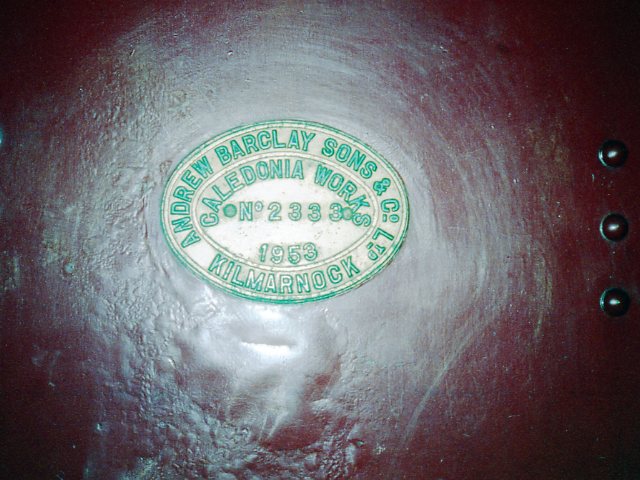 ANDREW BARCLAY SONS & Cº. LTD
CALEDONIA WORKS
Nº 2333
1953
KILMARNOCK